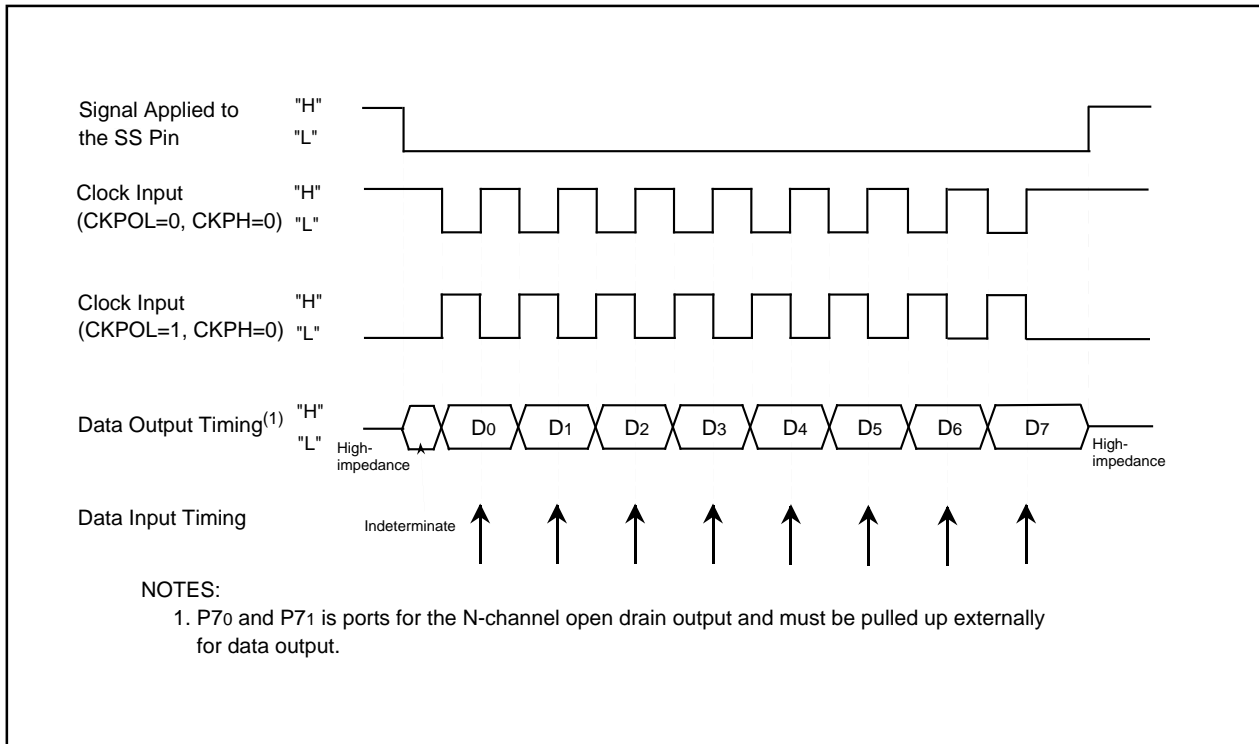 Signal Applied to
the SS Pin
"H"
"L"
Clock Input
(CKPOL=0, CKPH=0)
"H"
"L"
Clock Input
(CKPOL=1, CKPH=0)
"H"
"L"
Data Output Timing(1)
"H"
"L"
High-
impedance
D0 D1 D2 D3 D4 D5 D6 D7
High-
impedance
Data Input Timing
Indeterminate
NOTES:
1. P70 and P71 is ports for the N-channel open drain output and must be pulled up externally
for data output.